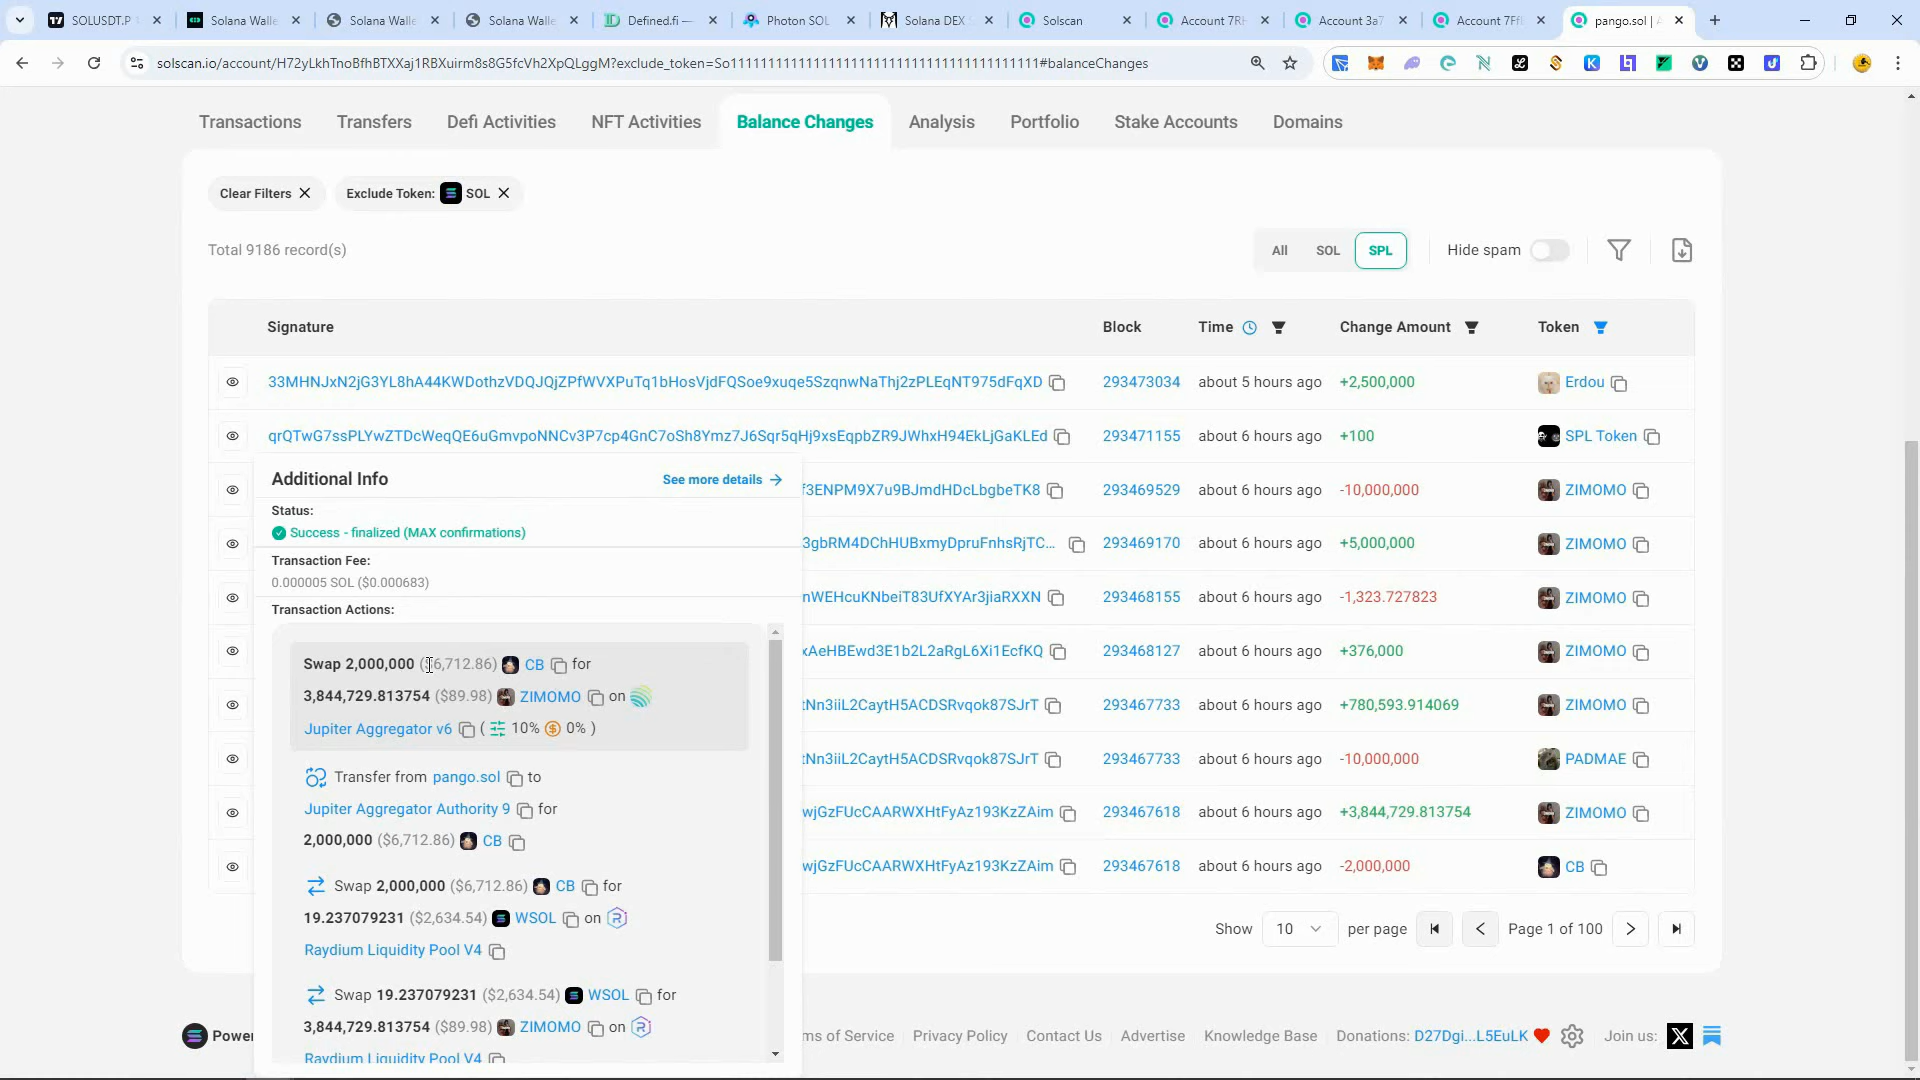 SOLUSDT.P
Solana Walle
Solana Walle
Solana Walle
Defined.fi —
Photon SOL
Solana DEX
Solscan
Account 7R
Account 3a7
Account 7Ff
pango.sol |
solscan.io/account/H72yLkhTnoBfhBTXXaj1RBXuirm8s8G5fcVh2XpQLggM?exclude_token=So11111111111111111111111111111111111111111#balanceChanges
Transactions
Transfers
Defi Activities
NFT Activities
Balance Changes
Analysis
Portfolio
Stake Accounts
Domains
Clear Filters
Exclude Token: SOL
Total 9186 record(s)
All SOL SPL
Hide spam
Signature Block Time Change Amount Token
33MHNJxN2jG3YL8hA44KWDothzVDQJQjZPfWVXPuTq1bHosVjdFQSoe9xuqe5SzqnwNaThj2zPLEqNT975dFqXD 293473034 about 5 hours ago +2,500,000 Erdou
qrQTwG7ssPLYwZTDcWeqQE6uGmvpoNNCv3P7cp4GnC7oSh8Ymz7J6Sqr5qHj9xsEqpbZR9JWhxH94EkLjGaKLEd 293471155 about 6 hours ago +100 SPL Token
f3ENPM9X7u9BJmdHDcLbgbeTK8 293469529 about 6 hours ago -10,000,000 ZIMOMO
3gbRM4DChHUBxmyDpruFnhsRjTC... 293469170 about 6 hours ago +5,000,000 ZIMOMO
nWEHcuKNbeiT83UfXYAr3jiaRXXN 293468155 about 6 hours ago -1,323.727823 ZIMOMO
xAeHBEwd3E1b2L2aRgL6Xi1EcfKQ 293468127 about 6 hours ago +376,000 ZIMOMO
tNn3iiL2CaytH5ACDSRvqok87SJrT 293467733 about 6 hours ago +780,593.914069 ZIMOMO
tNn3iiL2CaytH5ACDSRvqok87SJrT 293467733 about 6 hours ago -10,000,000 PADMAE
wjGzFUcCAARWXHtFyAz193KzZAim 293467618 about 6 hours ago +3,844,729.813754 ZIMOMO
wjGzFUcCAARWXHtFyAz193KzZAim 293467618 about 6 hours ago -2,000,000 CB
Additional Info
See more details
Status:
Success - finalized (MAX confirmations)
Transaction Fee:
0.000005 SOL ($0.000683)
Transaction Actions:
Swap 2,000,000 ($6,712.86) CB for
3,844,729.813754 ($89.98) ZIMOMO on
Jupiter Aggregator v6 ( 10% 0% )
Transfer from pango.sol to
Jupiter Aggregator Authority 9 for
2,000,000 ($6,712.86) CB
Swap 2,000,000 ($6,712.86) CB for
19.237079231 ($2,634.54) WSOL on
Raydium Liquidity Pool V4
Swap 19.237079231 ($2,634.54) WSOL for
3,844,729.813754 ($89.98) ZIMOMO on
Raydium Liquidity Pool V4
Show 10 per page Page 1 of 100
Powe
ms of Service
Privacy Policy
Contact Us
Advertise
Knowledge Base
Donations: D27Dgi...L5EuLK
Join us: